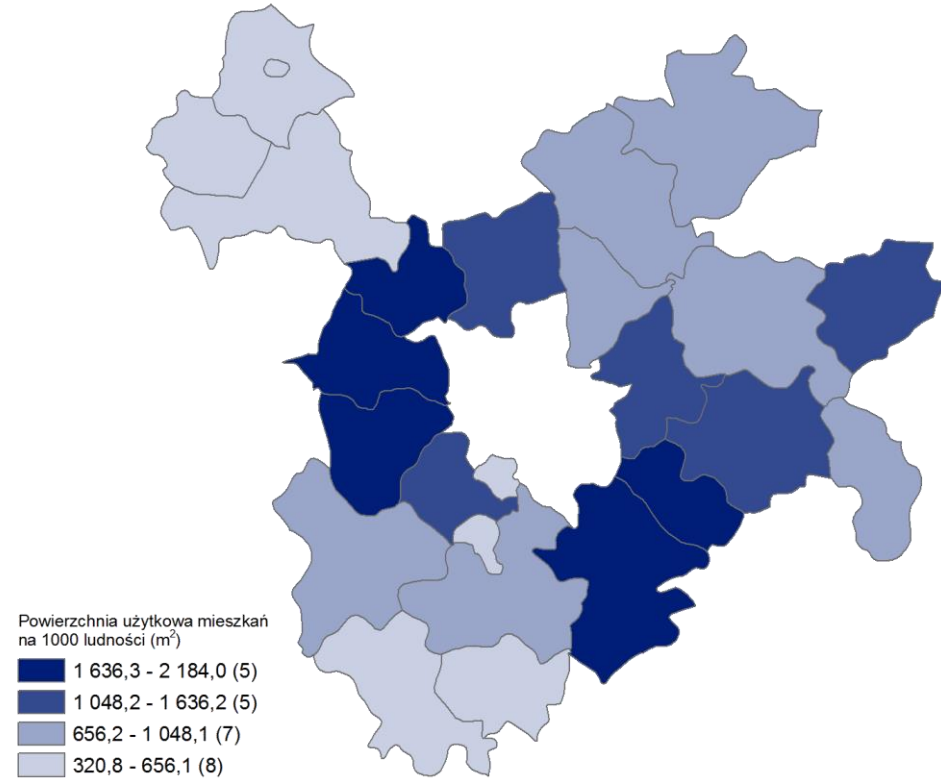 Powierzchnia użytkowa mieszkań
na 1000 ludności (m²)
1 636,3 - 2 184,0 (5)
1 048,2 - 1 636,2 (5)
656,2 - 1 048,1 (7)
320,8 - 656,1 (8)